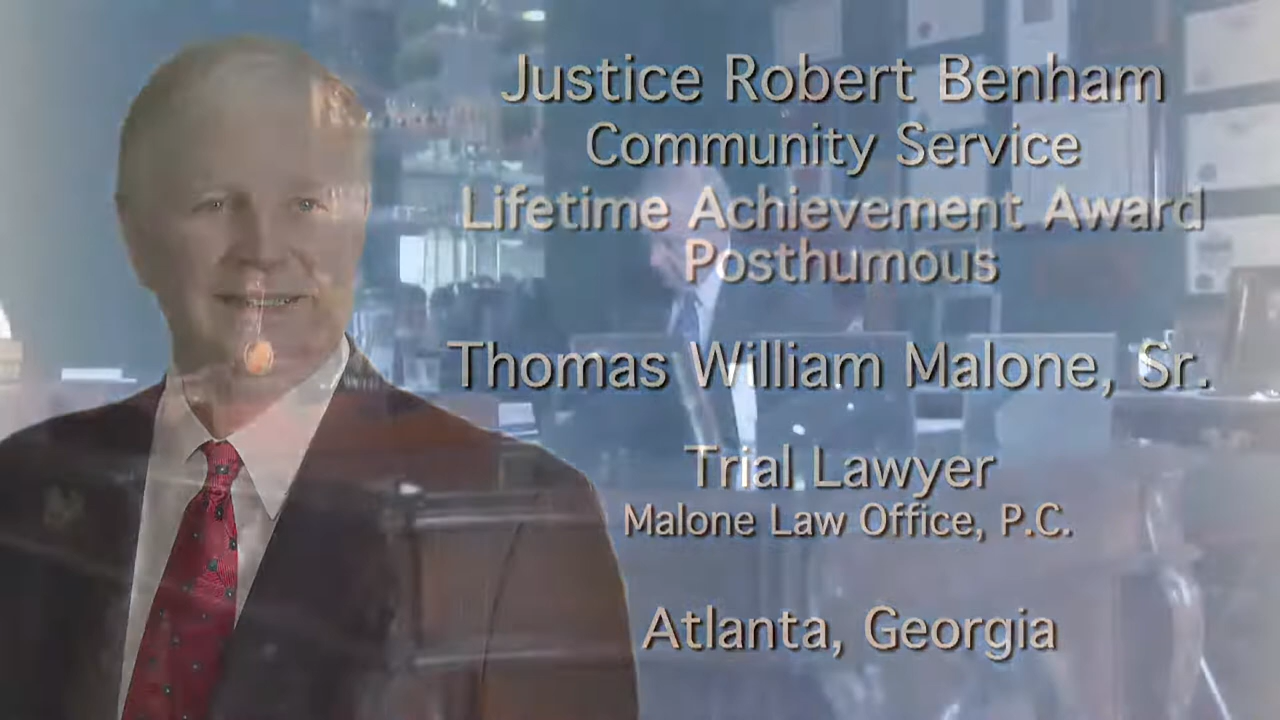 Justice Robert Benham
Community Service
Lifetime Achievement Award
Posthumous
Thomas William Malone, Sr.
Trial Lawyer
Malone Law Office, P.C.
Atlanta, Georgia